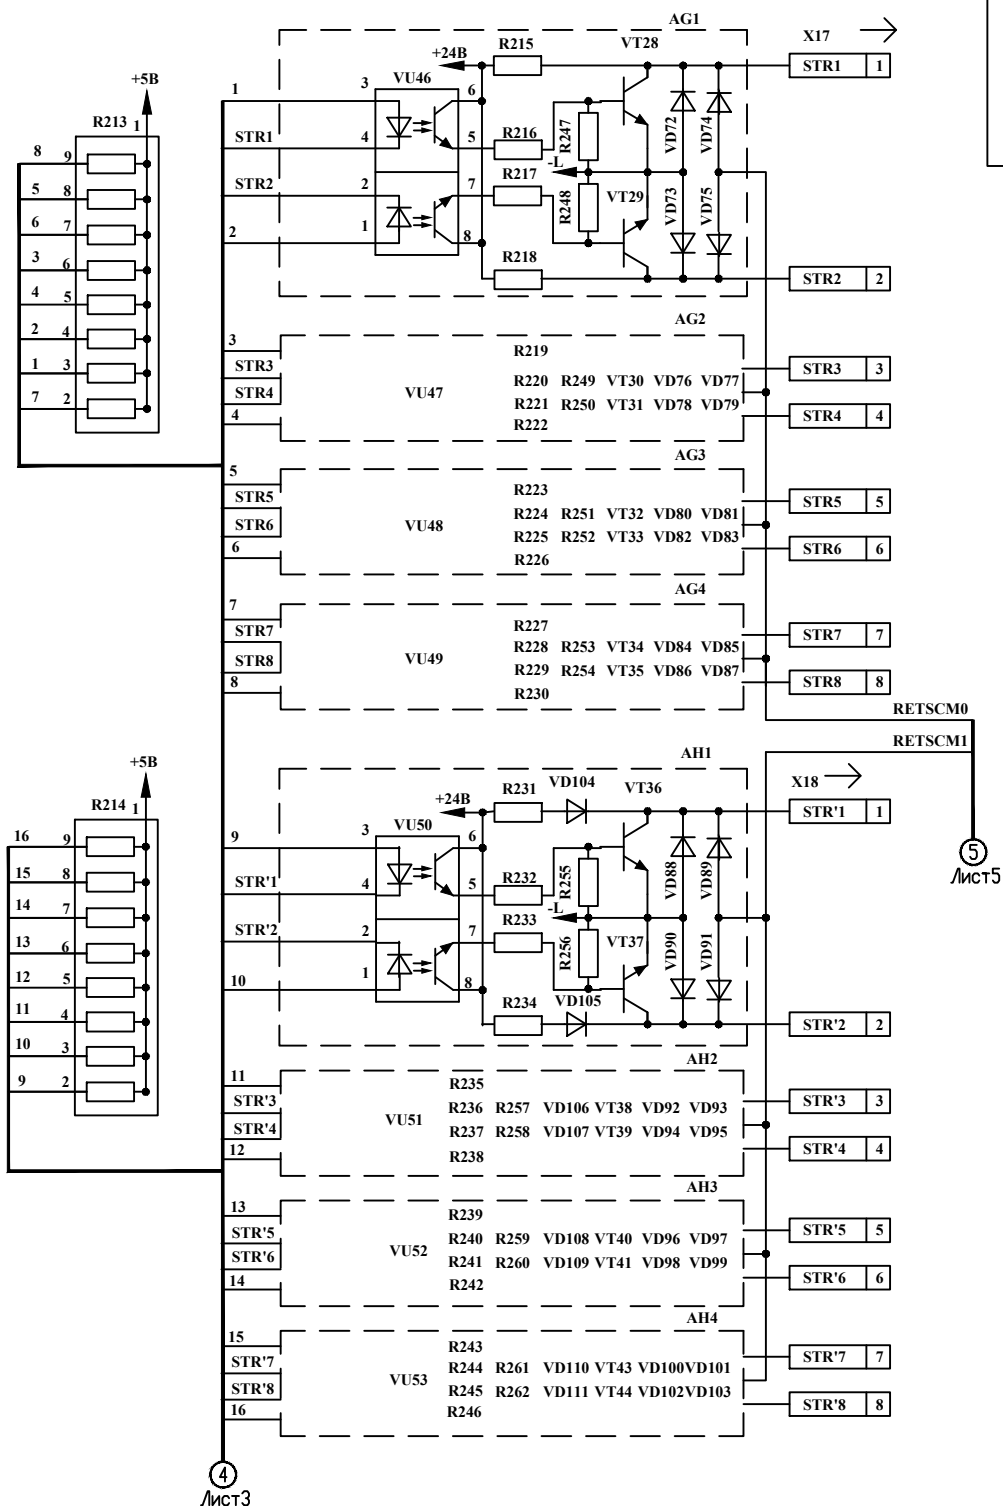 AG1
X17
+24В
R215
VT28
STR1 1
+5В
VU46
R213 1
1
3
6
R247
VD72
VD74
STR1
4
5
R216
8 9
-L
R217
5 8
STR2
2
7
R248
VT29
VD73
VD75
6 7
2
1
8
R218
3 6
STR2 2
4 5
2 4
1 3
7 2
AG2
3
R219
STR3
STR3 3
STR4
VU47
R220 R249 VT30 VD76 VD77
R221 R250 VT31 VD78 VD79
4
R222
STR4 4
AG3
5
R223
STR5
STR5 5
R224 R251 VT32 VD80 VD81
STR6
VU48
R225 R252 VT33 VD82 VD83
6
R226
STR6 6
AG4
7
R227
STR7
STR7 7
R228 R253 VT34 VD84 VD85
STR8
VU49
R229 R254 VT35 VD86 VD87
8
R230
STR8 8
RETSCM0
RETSCM1
5
Лист5
AH1
X18
+24В
R231
VD104
VT36
STR'1 1
+5В
R214 1
VU50
9
3
6
R255
VD88
VD89
16 9
STR'1
4
5
R232
15 8
-L
R233
14 7
STR'2
2
7
R256
VT37
VD90
VD91
13 6
10
1
8
R234
VD105
12 5
STR'2 2
11 4
10 3
9 2
AH2
11
R235
STR'3
STR'3 3
R236 R257 VD106 VT38 VD92 VD93
STR'4
VU51
R237 R258 VD107 VT39 VD94 VD95
12
R238
STR'4 4
AH3
13
R239
STR'5
STR'5 5
R240 R259 VD108 VT40 VD96 VD97
STR'6
VU52
R241 R260 VD109 VT41 VD98 VD99
14
R242
STR'6 6
AH4
15
R243
STR'7
STR'7 7
R244 R261 VD110 VT43 VD100VD101
STR'8
VU53
R245 R262 VD111 VT44 VD102VD103
16
R246
STR'8 8
4
Лист3